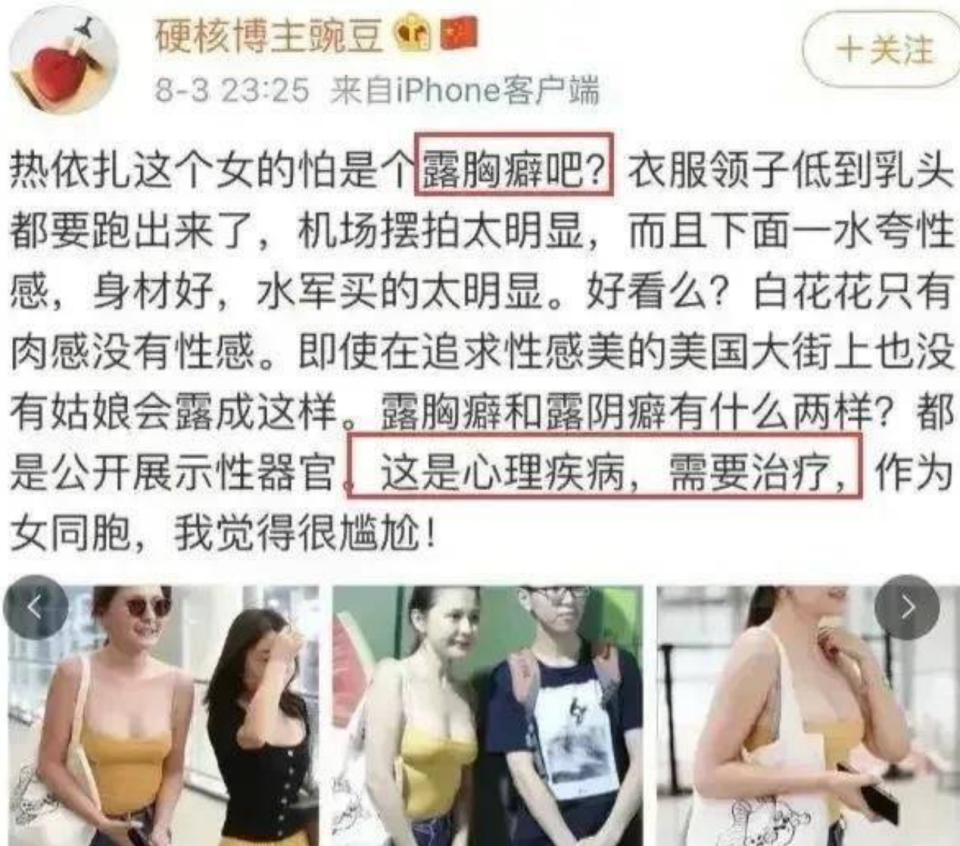 硬核博主豌豆
8-3 23:25 来自iPhone客户端
+关注
热依扎这个女的怕是个露胸癖吧?衣服领子低到乳头
都要跑出来了,机场摆拍太明显,而且下面一水夸性
感,身材好,水军买的太明显。好看么?白花花只有
肉感没有性感。即使在追求性感美的美国大街上也没
有姑娘会露成这样。露胸癖和露阴癖有什么两样?都
是公开展示性器官。这是心理疾病,需要治疗,作为
女同胞,我觉得很尴尬!